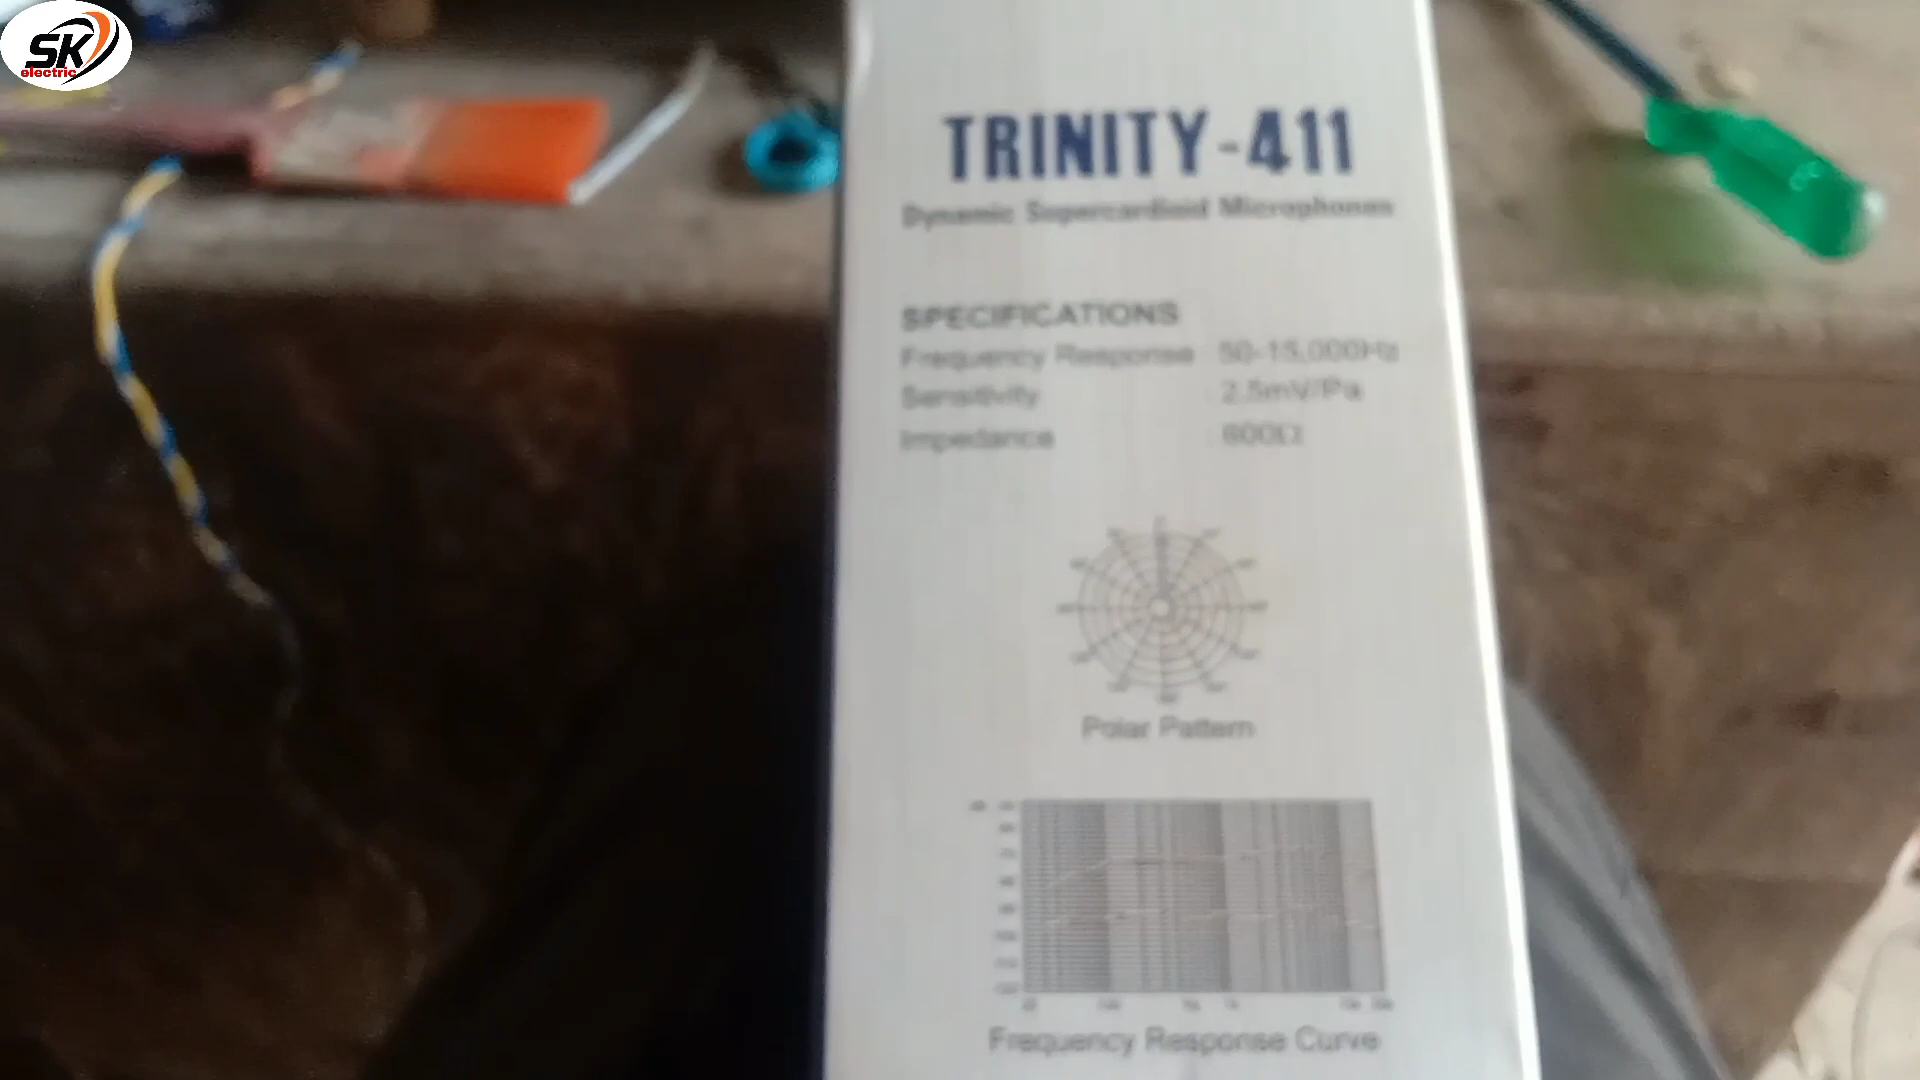 SK
electric
TRINITY-411
Dynamic Supercardioid Microphones
SPECIFICATIONS
Frequency Response : 50-15,000Hz
Sensitivity : 2.5mV/Pa
Impedance : 600Ω
Polar Pattern
Frequency Response Curve